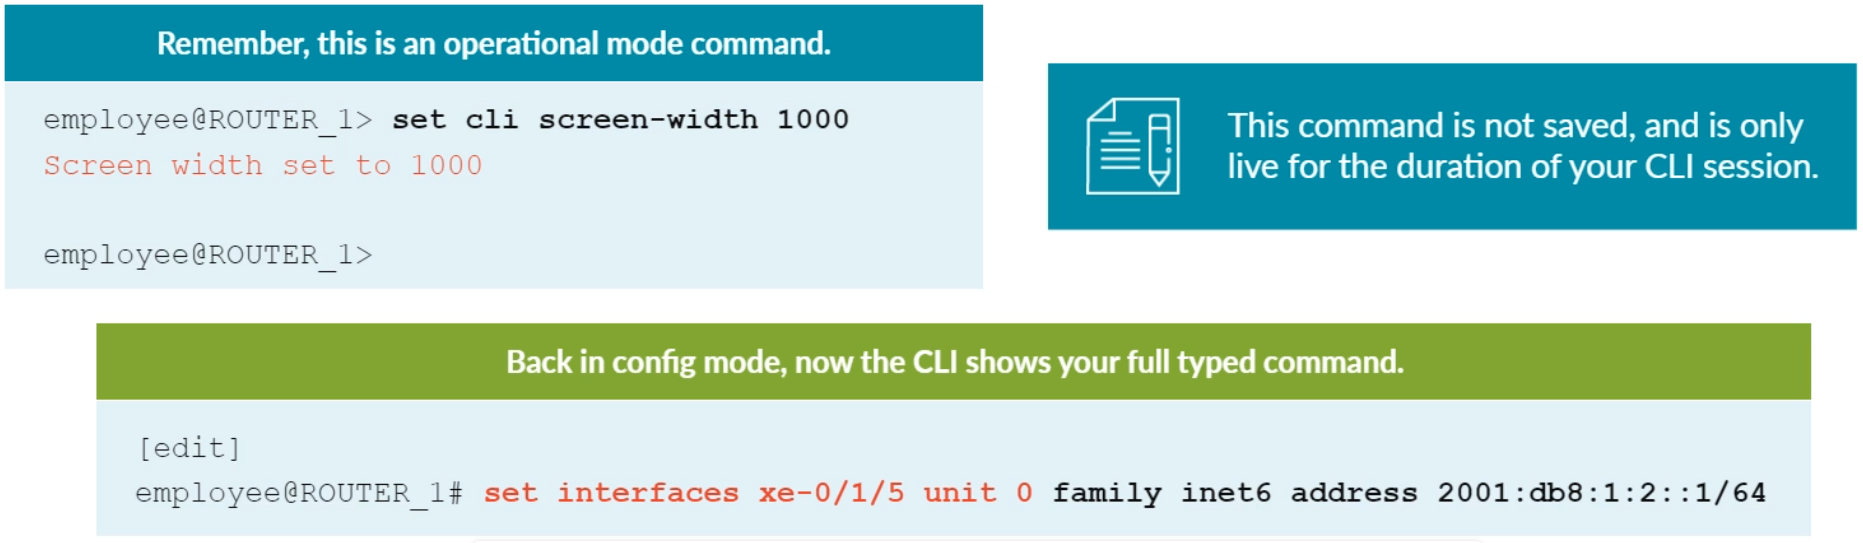 Remember, this is an operational mode command.
employee@ROUTER_1> set cli screen-width 1000
Screen width set to 1000
employee@ROUTER_1>
This command is not saved, and is only
live for the duration of your CLI session.
Back in config mode, now the CLI shows your full typed command.
[edit]
employee@ROUTER_1# set interfaces xe-0/1/5 unit 0 family inet6 address 2001:db8:1:2::1/64